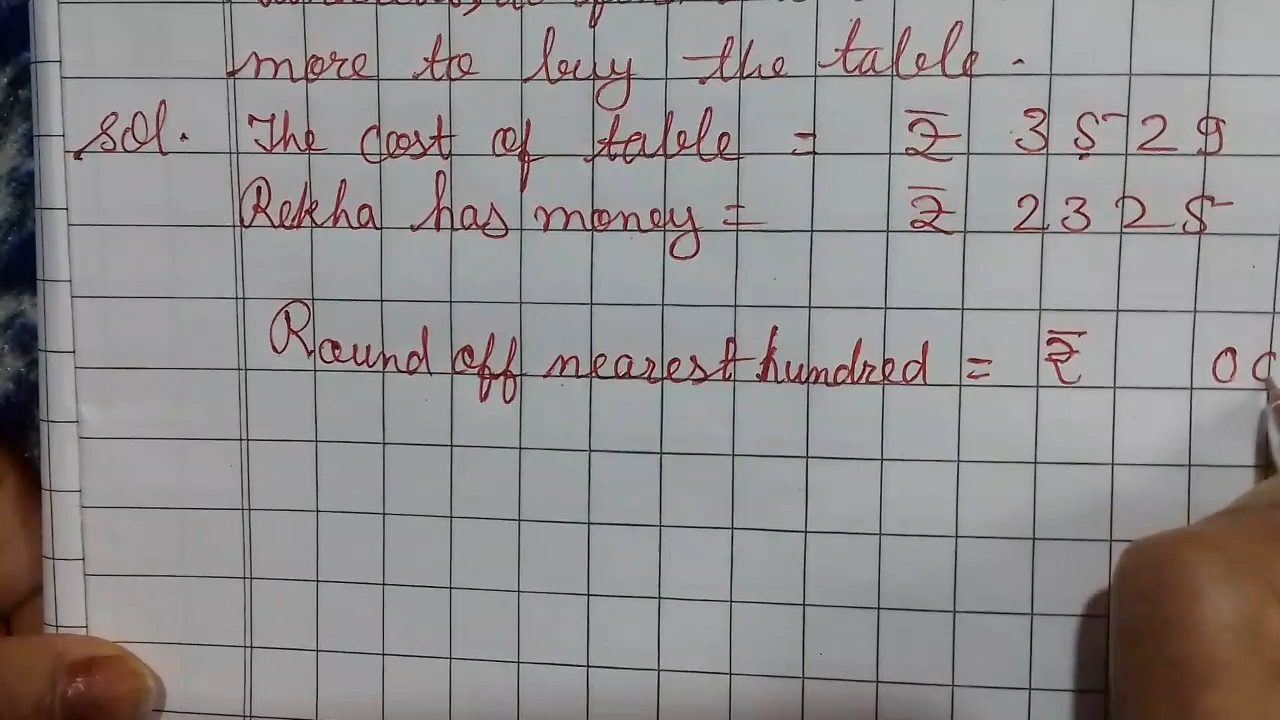 more to buy the table.
sol. The cost of table = ₹ 3529
Rekha has money = ₹ 2325
Round off nearest hundred = ₹ 00